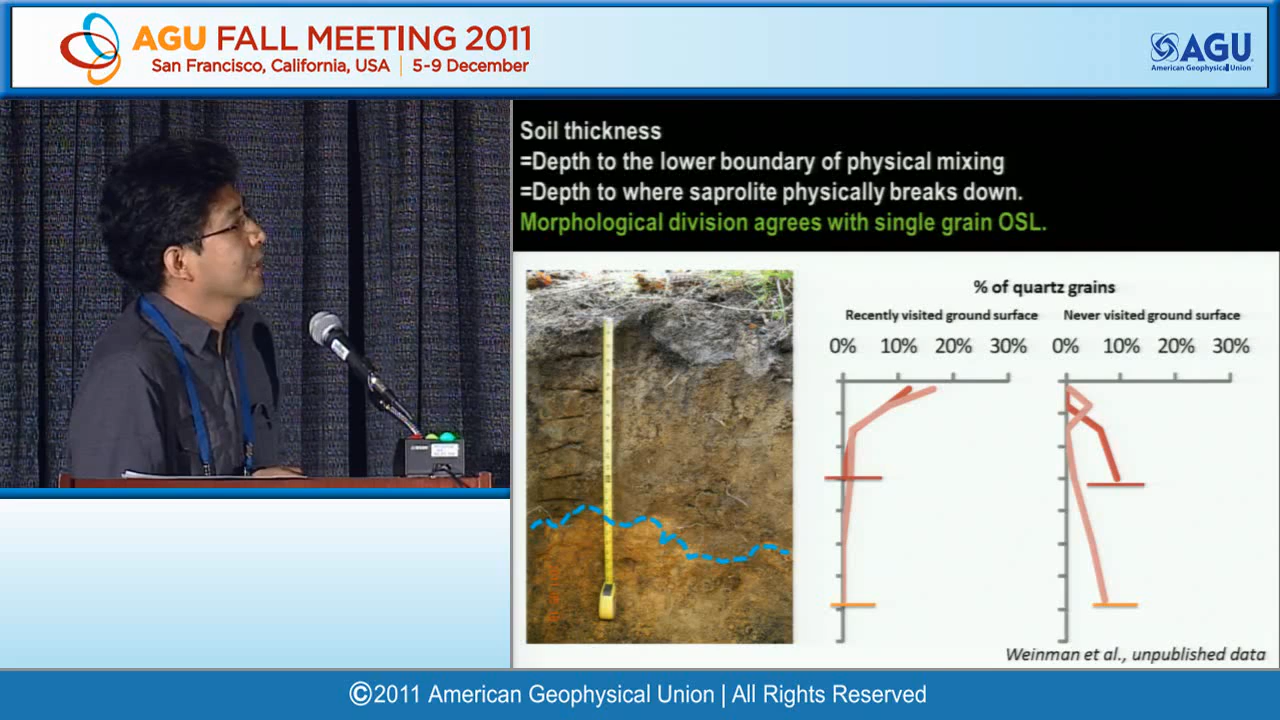 AGU FALL MEETING 2011
San Francisco, California, USA | 5-9 December
AGU
American Geophysical Union
Soil thickness
=Depth to the lower boundary of physical mixing
=Depth to where saprolite physically breaks down.
Morphological division agrees with single grain OSL.
% of quartz grains
Recently visited ground surface Never visited ground surface
0% 10% 20% 30% 0% 10% 20% 30%
Weinman et al., unpublished data
©2011 American Geophysical Union | All Rights Reserved